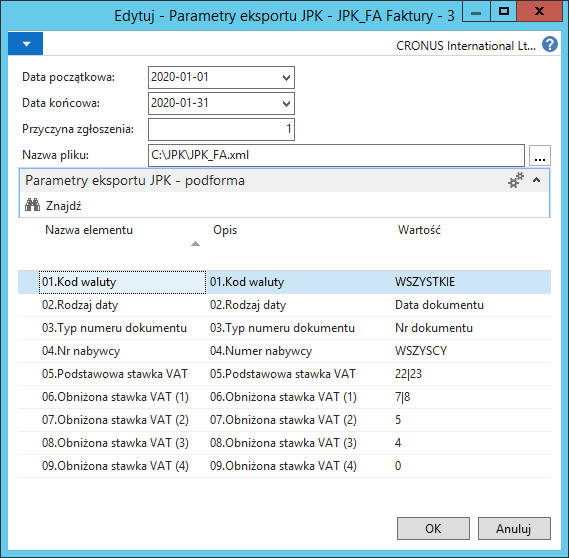 Edytuj - Parametry eksportu JPK - JPK_FA Faktury - 3
CRONUS International Lt... ?
Data początkowa: 2020-01-01
Data końcowa: 2020-01-31
Przyczyna zgłoszenia: 1
Nazwa pliku: C:\JPK\JPK_FA.xml ...
Parametry eksportu JPK - podforma
Znajdź
Nazwa elementu Opis Wartość
01.Kod waluty 01.Kod waluty WSZYSTKIE
02.Rodzaj daty 02.Rodzaj daty Data dokumentu
03.Typ numeru dokumentu 03.Typ numeru dokumentu Nr dokumentu
04.Nr nabywcy 04.Numer nabywcy WSZYSCY
05.Podstawowa stawka VAT 05.Podstawowa stawka VAT 22|23
06.Obniżona stawka VAT (1) 06.Obniżona stawka VAT (1) 7|8
07.Obniżona stawka VAT (2) 07.Obniżona stawka VAT (2) 5
08.Obniżona stawka VAT (3) 08.Obniżona stawka VAT (3) 4
09.Obniżona stawka VAT (4) 09.Obniżona stawka VAT (4) 0
OK Anuluj